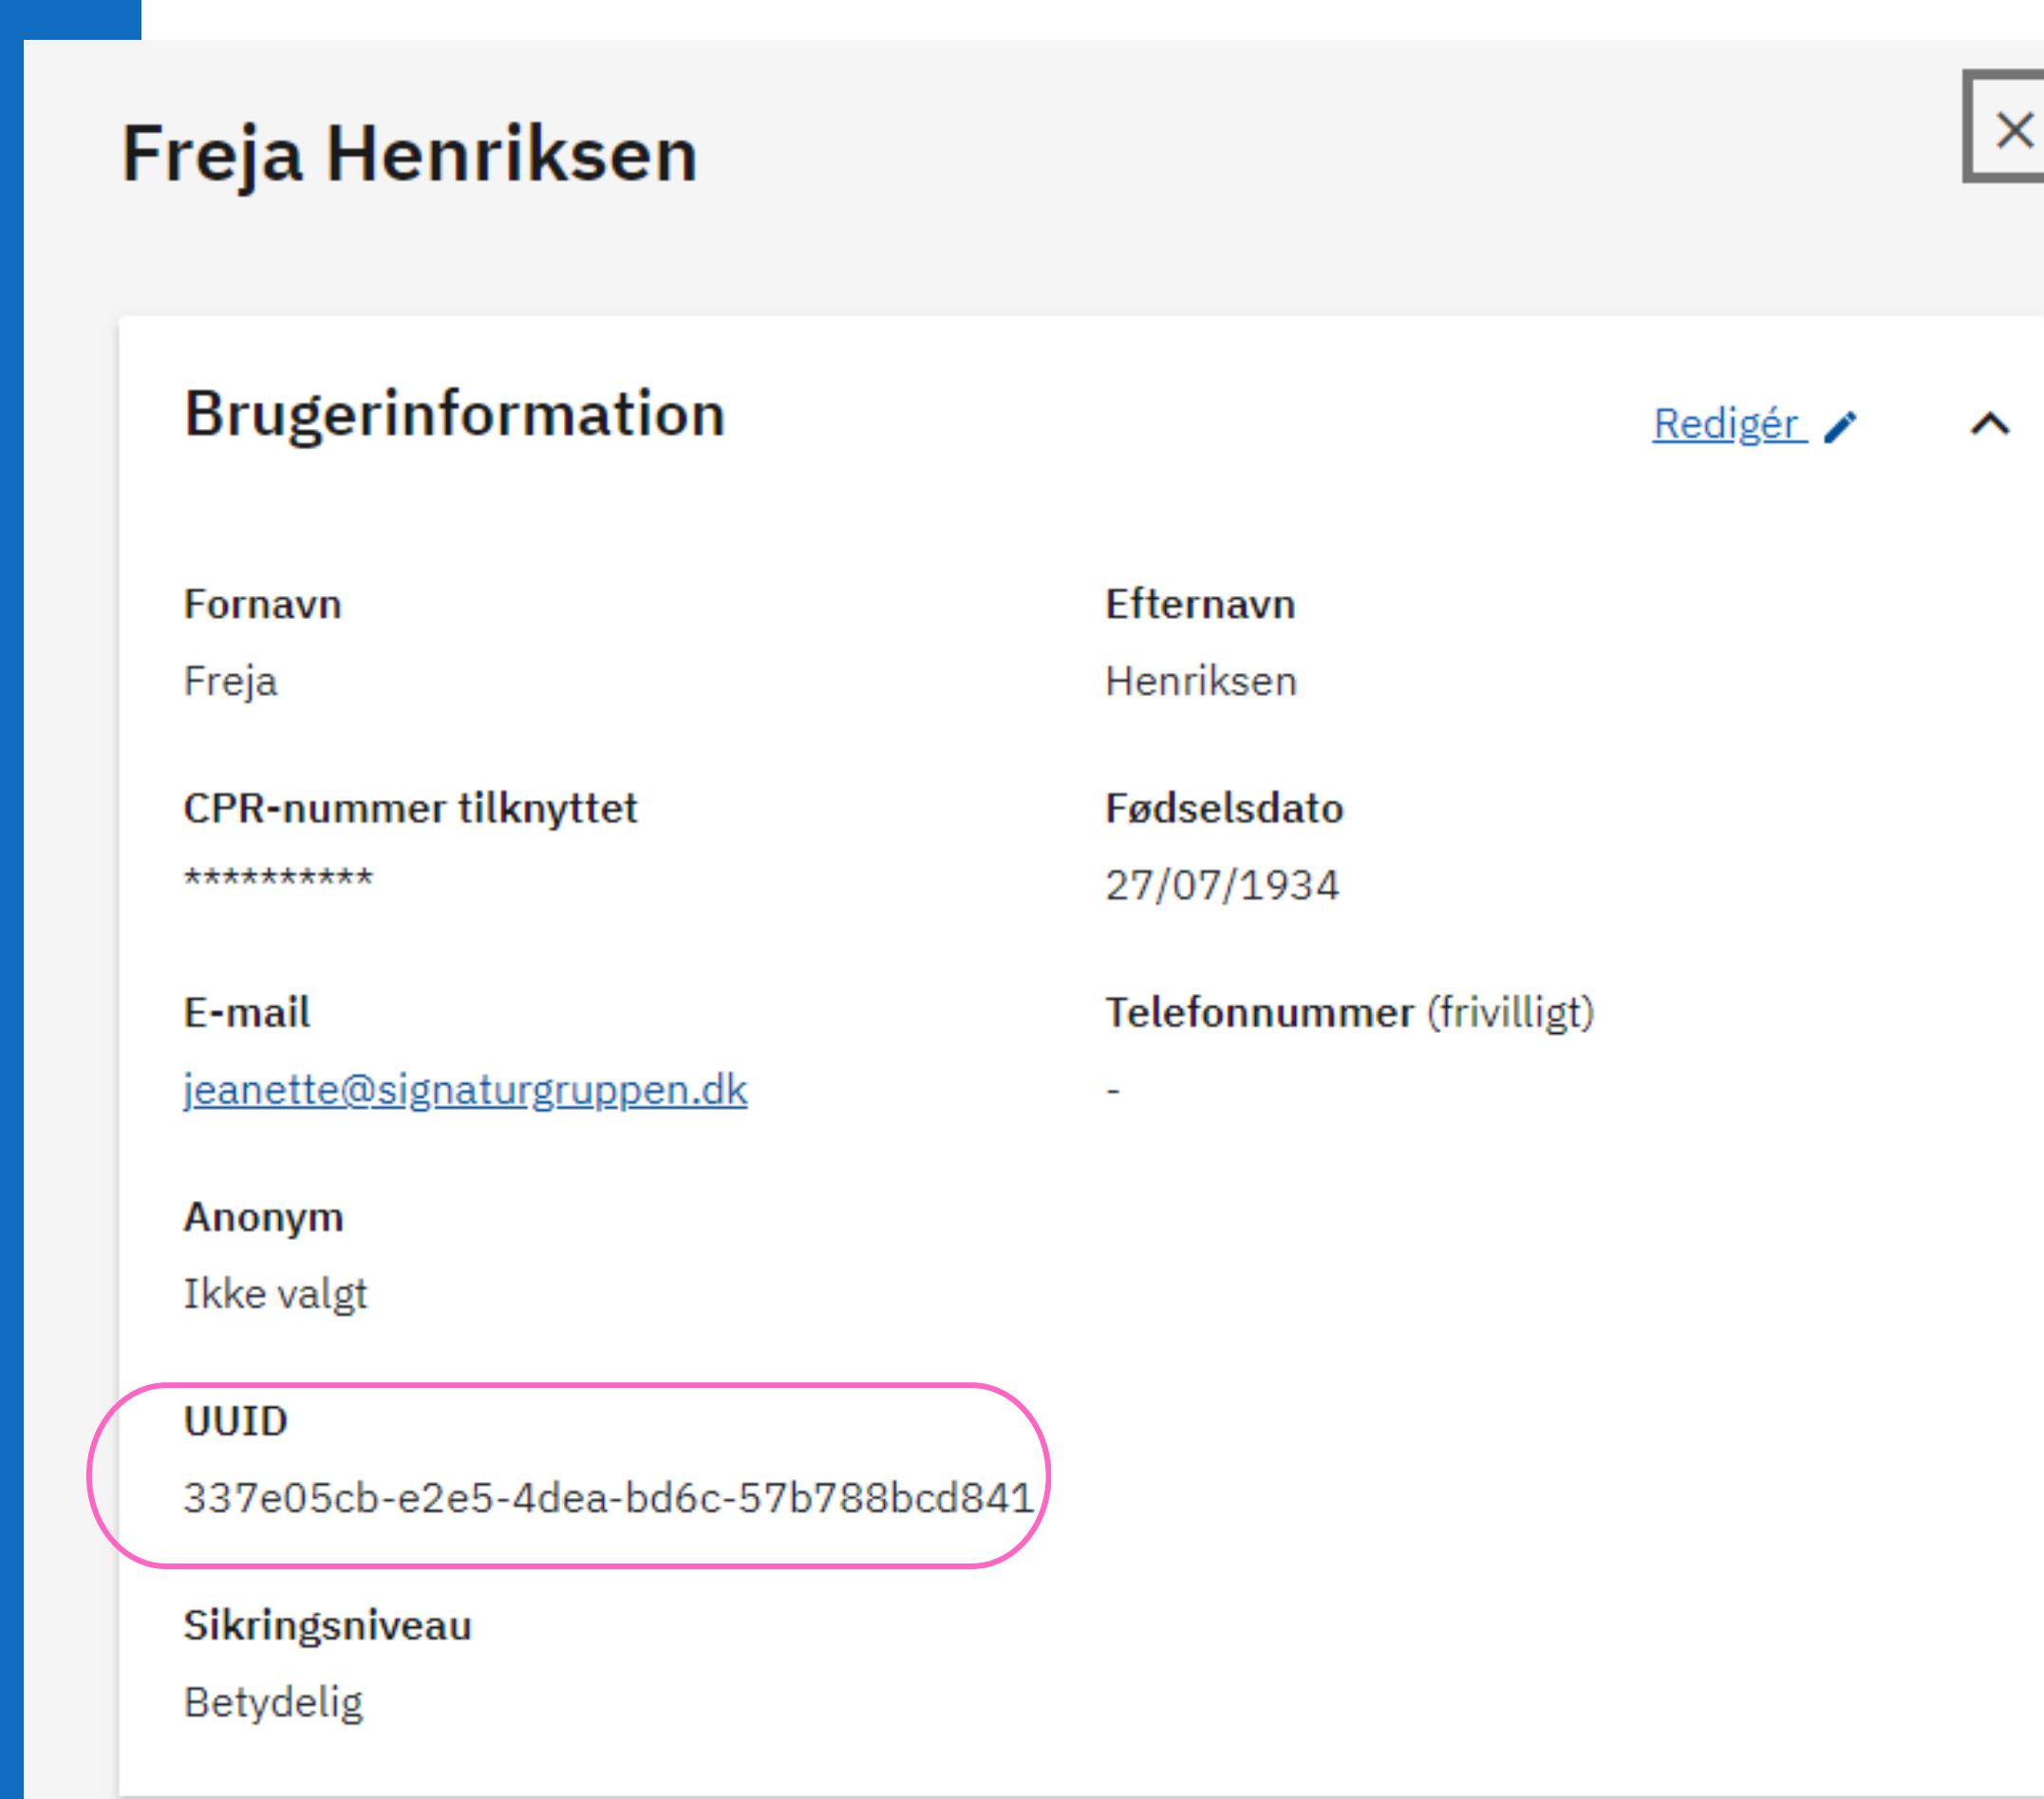 Freja Henriksen
Brugerinformation
Redigér
Fornavn
Efternavn
Freja
Henriksen
CPR-nummer tilknyttet
Fødselsdato
**********
27/07/1934
E-mail
Telefonnummer (frivilligt)
jeanette@signaturgruppen.dk
-
Anonym
Ikke valgt
UUID
337e05cb-e2e5-4dea-bd6c-57b788bcd841
Sikringsniveau
Betydelig